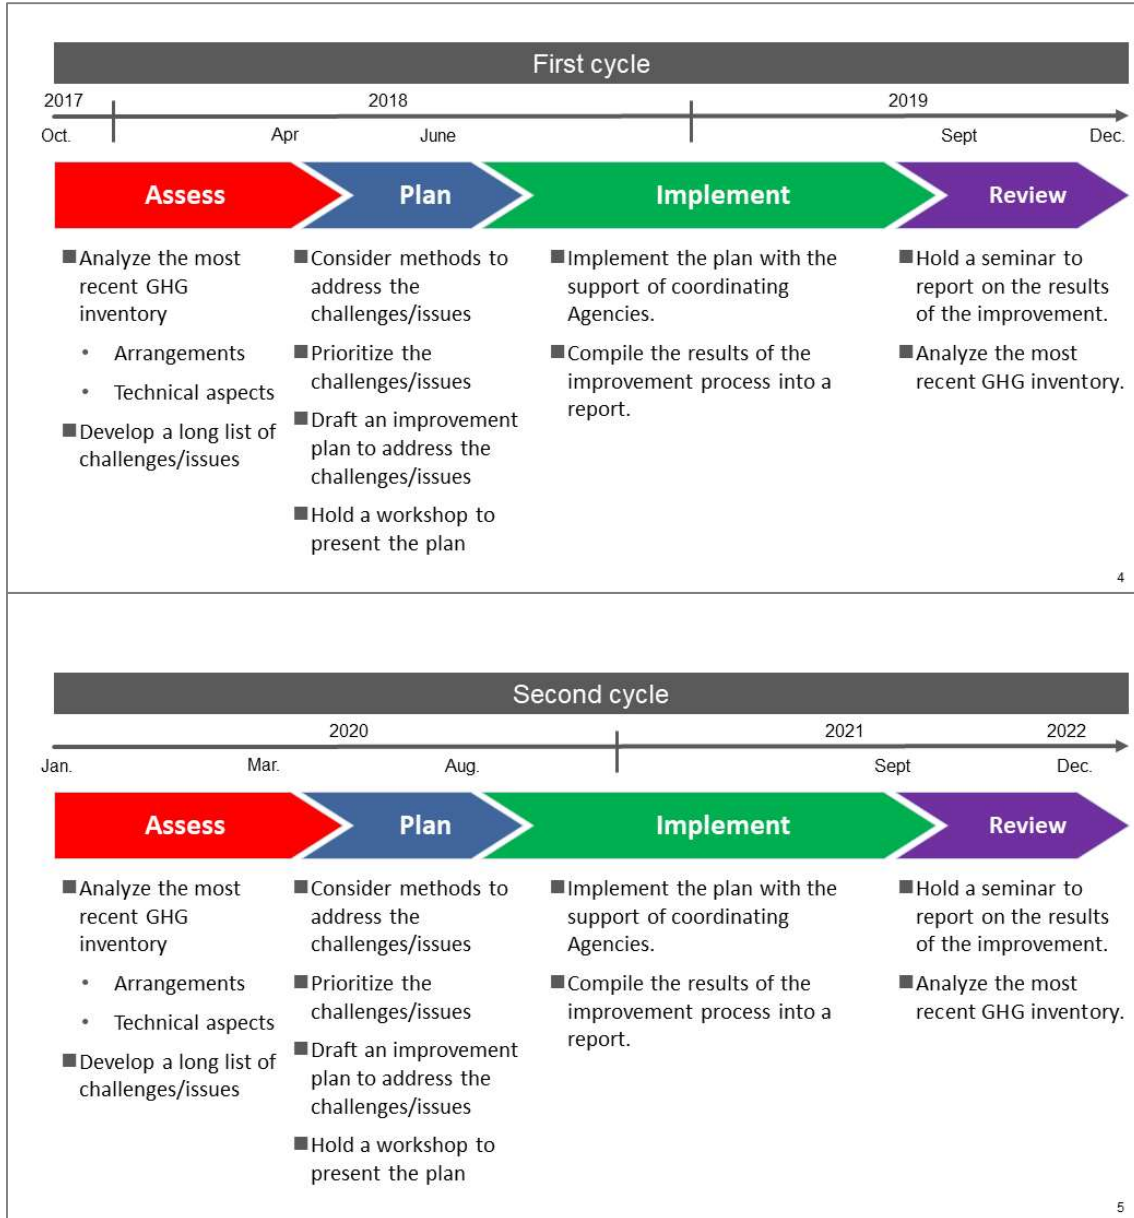 First cycle
2017 2018 2019
Oct. Apr June Sept Dec.
Assess Plan Implement Review
■Analyze the most
recent GHG
inventory
• Arrangements
• Technical aspects
■Develop a long list of
challenges/issues
■Consider methods to
address the
challenges/issues
■Prioritize the
challenges/issues
■Draft an improvement
plan to address the
challenges/issues
■Hold a workshop to
present the plan
■Implement the plan with the
support of coordinating
Agencies.
■Compile the results of the
improvement process into a
report.
■Hold a seminar to
report on the results
of the improvement.
■Analyze the most
recent GHG inventory.
4
Second cycle
2020 2021 2022
Jan. Mar. Aug. Sept Dec.
Assess Plan Implement Review
■Analyze the most
recent GHG
inventory
• Arrangements
• Technical aspects
■Develop a long list of
challenges/issues
■Consider methods to
address the
challenges/issues
■Prioritize the
challenges/issues
■Draft an improvement
plan to address the
challenges/issues
■Hold a workshop to
present the plan
■Implement the plan with the
support of coordinating
Agencies.
■Compile the results of the
improvement process into a
report.
■Hold a seminar to
report on the results
of the improvement.
■Analyze the most
recent GHG inventory.
5